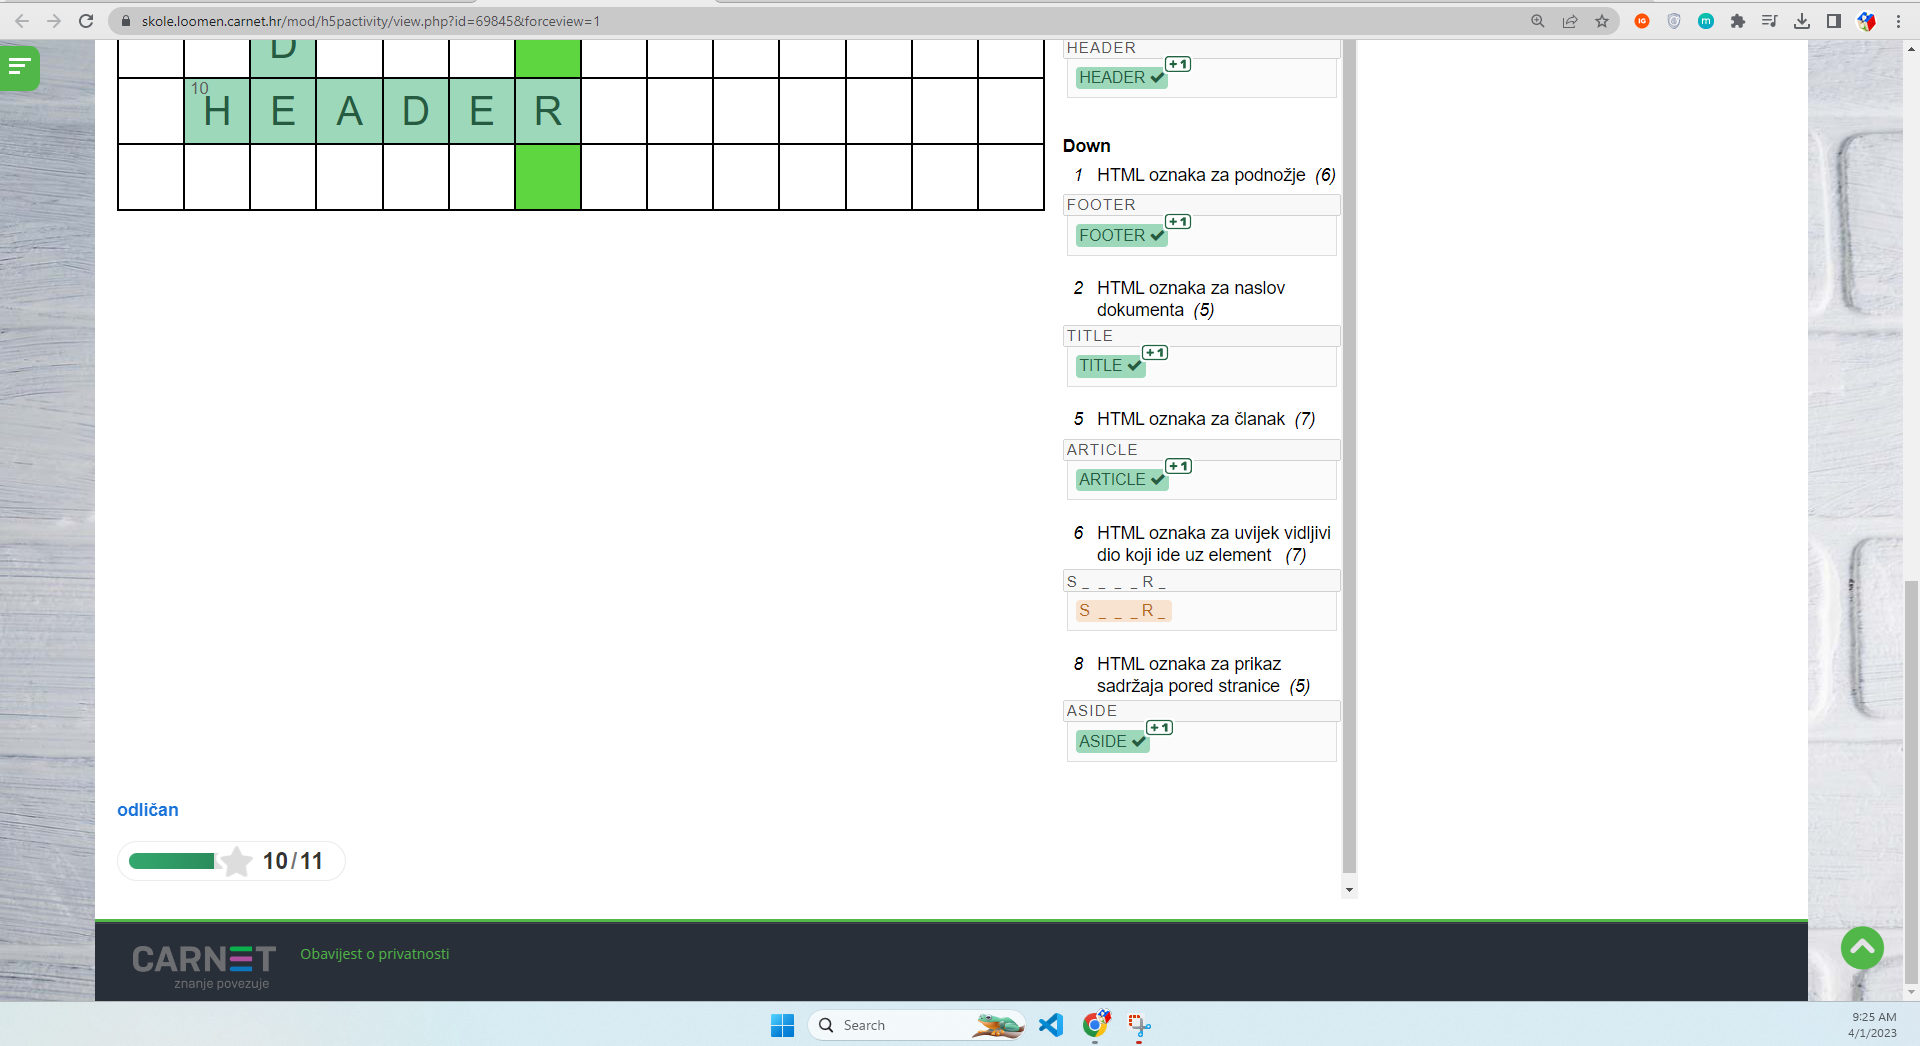 skole.loomen.carnet.hr/mod/h5pactivity/view.php?id=69845&forceview=1
IG
m
D
10
H E A D E R
HEADER
HEADER +1
Down
1 HTML oznaka za podnožje (6)
FOOTER
FOOTER +1
2 HTML oznaka za naslov
dokumenta (5)
TITLE
TITLE +1
5 HTML oznaka za članak (7)
ARTICLE
ARTICLE +1
6 HTML oznaka za uvijek vidljivi
dio koji ide uz element (7)
S _ _ _ _ R _
S _ _ _ R _
8 HTML oznaka za prikaz
sadržaja pored stranice (5)
ASIDE
ASIDE +1
odličan
10/11
CARNET
znanje povezuje
Obavijest o privatnosti
Search
9:25 AM
4/1/2023